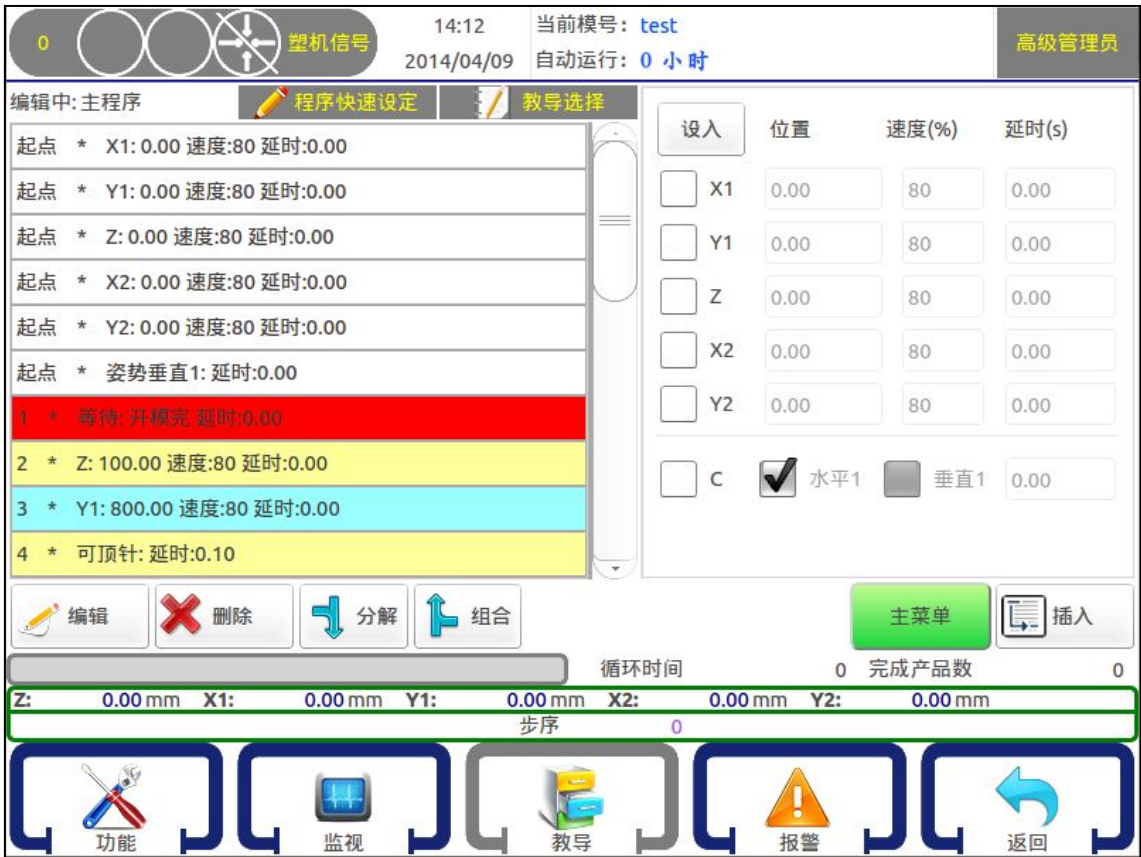 0 塑机信号 14:12 当前模号: test 高级管理员
2014/04/09 自动运行: 0 小时
编辑中: 主程序 程序快速设定 教导选择
起点 * X1: 0.00 速度:80 延时:0.00
起点 * Y1: 0.00 速度:80 延时:0.00
起点 * Z: 0.00 速度:80 延时:0.00
起点 * X2: 0.00 速度:80 延时:0.00
起点 * Y2: 0.00 速度:80 延时:0.00
起点 * 姿势垂直1: 延时:0.00
1 * 等待: 开模完 延时:0.00
2 * Z: 100.00 速度:80 延时:0.00
3 * Y1: 800.00 速度:80 延时:0.00
4 * 可顶针: 延时:0.10
设入 位置 速度(%) 延时(s)
X1 0.00 80 0.00
Y1 0.00 80 0.00
Z 0.00 80 0.00
X2 0.00 80 0.00
Y2 0.00 80 0.00
C 水平1 垂直1 0.00
编辑 删除 分解 组合 主菜单 插入
循环时间 0 完成产品数 0
Z: 0.00 mm X1: 0.00 mm Y1: 0.00 mm X2: 0.00 mm Y2: 0.00 mm
步序 0
功能 监视 教导 报警 返回